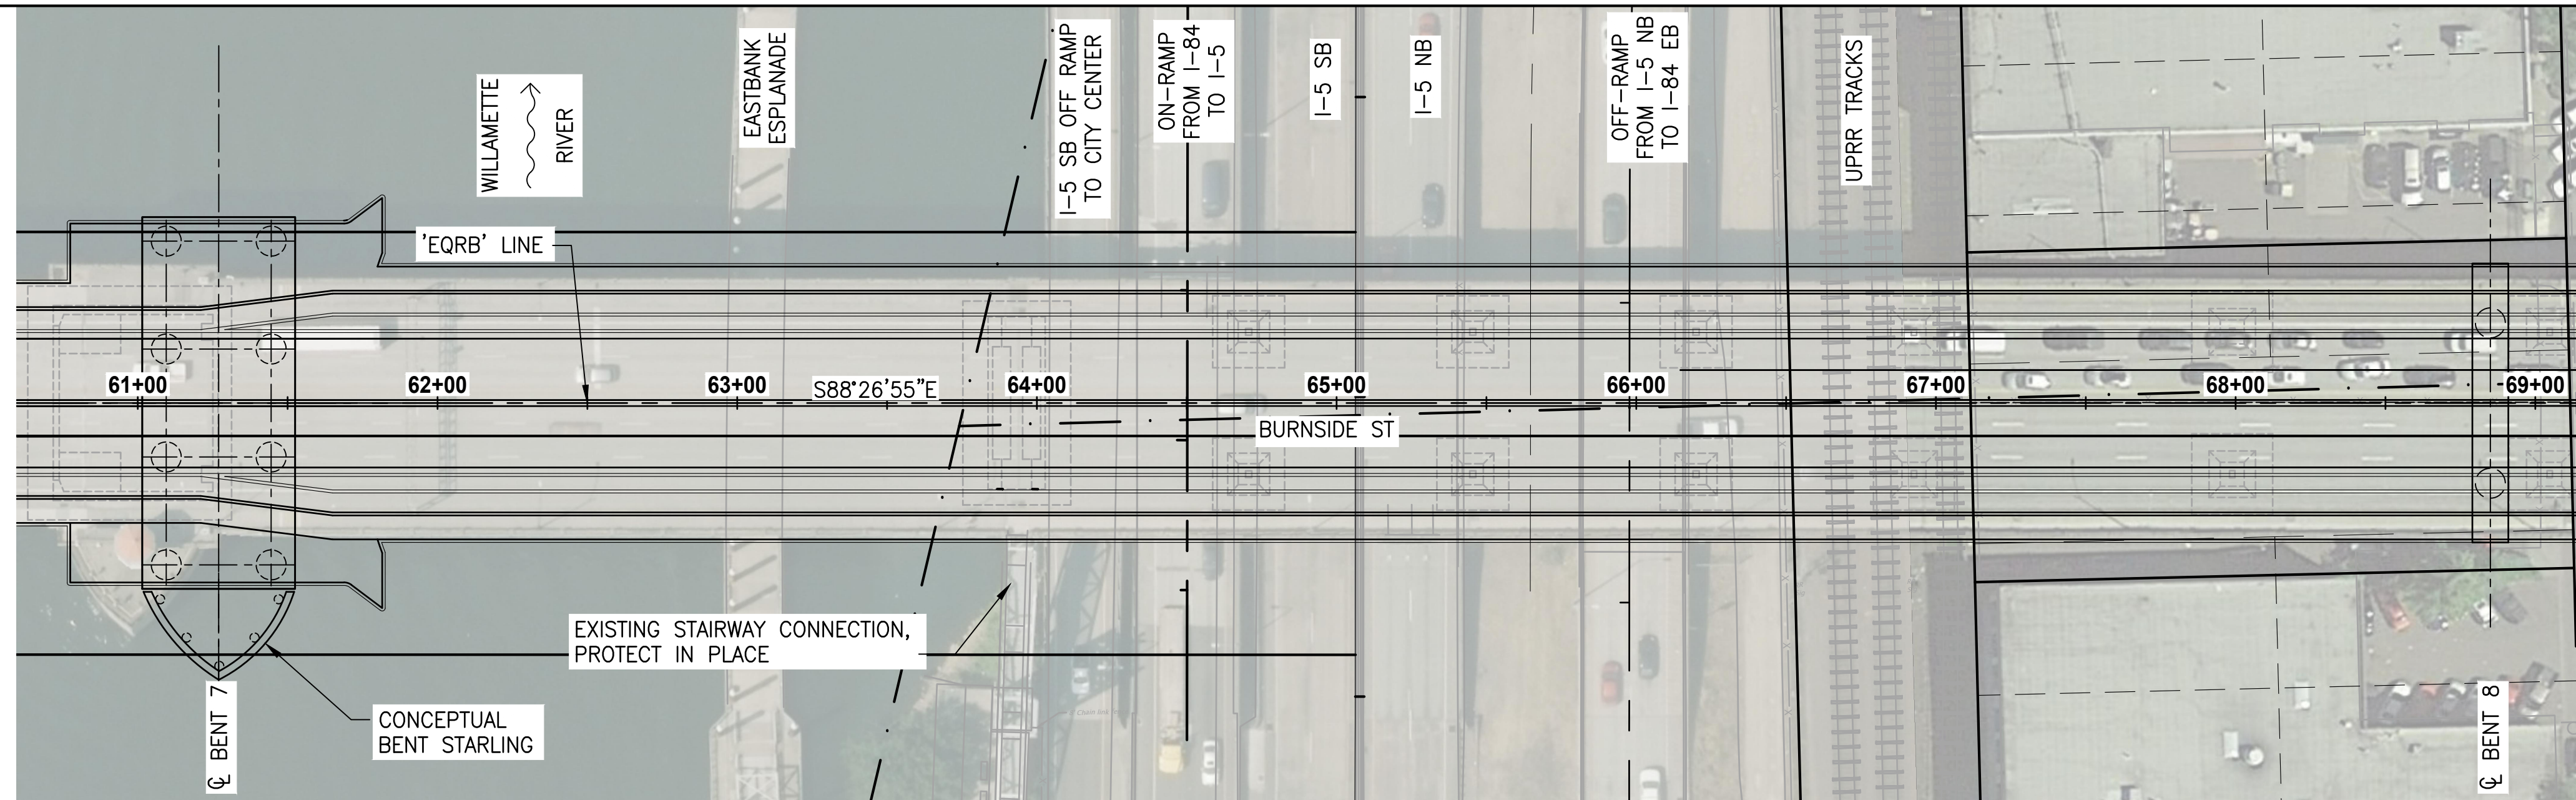 WILLAMETTE
RIVER
EASTBANK
ESPLANADE
I-5 SB OFF RAMP
TO CITY CENTER
ON-RAMP
FROM I-84
TO I-5
I-5 SB
I-5 NB
OFF-RAMP
FROM I-5 NB
TO I-84 EB
UPRR TRACKS
'EQRB' LINE
61+00
62+00
63+00
S88°26'55"E
64+00
65+00
66+00
67+00
68+00
69+00
BURNSIDE ST
EXISTING STAIRWAY CONNECTION,
PROTECT IN PLACE
CONCEPTUAL
BENT STARLING
℄ BENT 7
℄ BENT 8